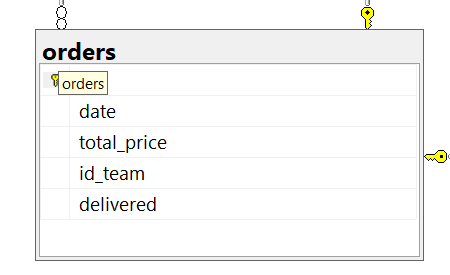 orders
orders
date
total_price
id_team
delivered